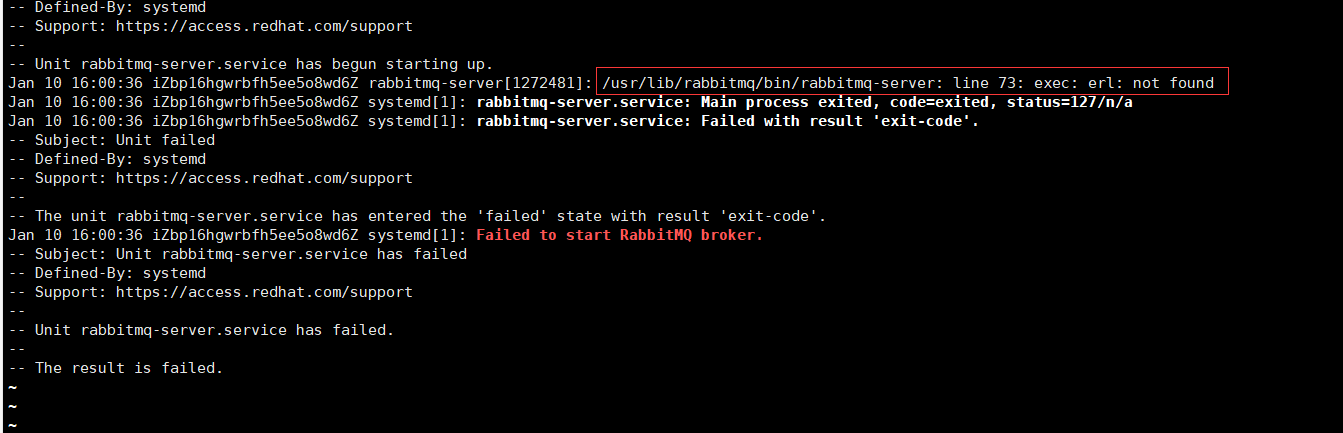 -- Defined-By: systemd
-- Support: https://access.redhat.com/support
--
-- Unit rabbitmq-server.service has begun starting up.
Jan 10 16:00:36 iZbp16hgwrbfh5ee5o8wd6Z rabbitmq-server[1272481]: /usr/lib/rabbitmq/bin/rabbitmq-server: line 73: exec: erl: not found
Jan 10 16:00:36 iZbp16hgwrbfh5ee5o8wd6Z systemd[1]: rabbitmq-server.service: Main process exited, code=exited, status=127/n/a
Jan 10 16:00:36 iZbp16hgwrbfh5ee5o8wd6Z systemd[1]: rabbitmq-server.service: Failed with result 'exit-code'.
-- Subject: Unit failed
-- Defined-By: systemd
-- Support: https://access.redhat.com/support
--
-- The unit rabbitmq-server.service has entered the 'failed' state with result 'exit-code'.
Jan 10 16:00:36 iZbp16hgwrbfh5ee5o8wd6Z systemd[1]: Failed to start RabbitMQ broker.
-- Subject: Unit rabbitmq-server.service has failed
-- Defined-By: systemd
-- Support: https://access.redhat.com/support
--
-- Unit rabbitmq-server.service has failed.
--
-- The result is failed.
~
~
~